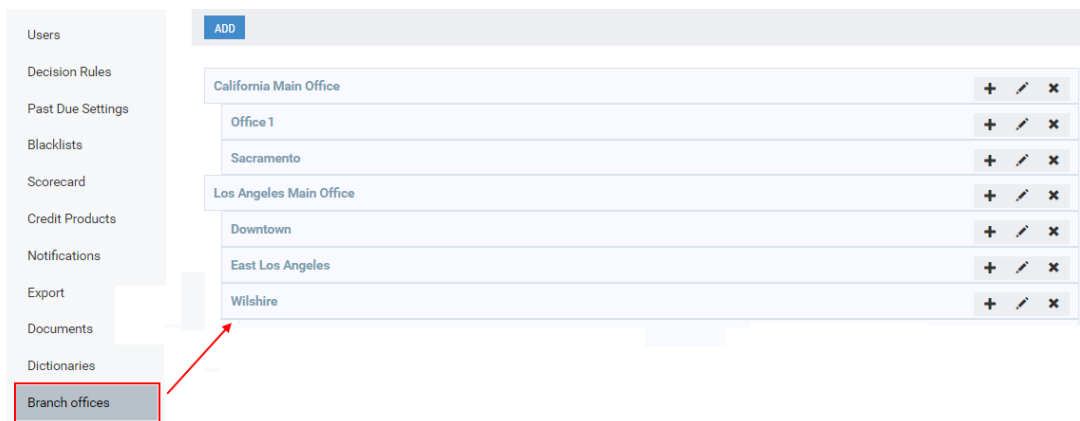 Users
Decision Rules
Past Due Settings
Blacklists
Scorecard
Credit Products
Notifications
Export
Documents
Dictionaries
Branch offices
ADD
California Main Office
Office 1
Sacramento
Los Angeles Main Office
Downtown
East Los Angeles
Wilshire